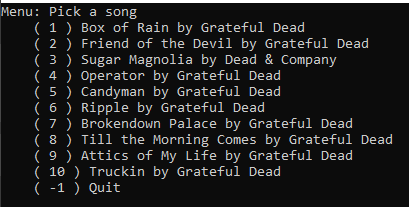 Menu: Pick a song
( 1 ) Box of Rain by Grateful Dead
( 2 ) Friend of the Devil by Grateful Dead
( 3 ) Sugar Magnolia by Dead & Company
( 4 ) Operator by Grateful Dead
( 5 ) Candyman by Grateful Dead
( 6 ) Ripple by Grateful Dead
( 7 ) Brokendown Palace by Grateful Dead
( 8 ) Till the Morning Comes by Grateful Dead
( 9 ) Attics of My Life by Grateful Dead
( 10 ) Truckin by Grateful Dead
( -1 ) Quit